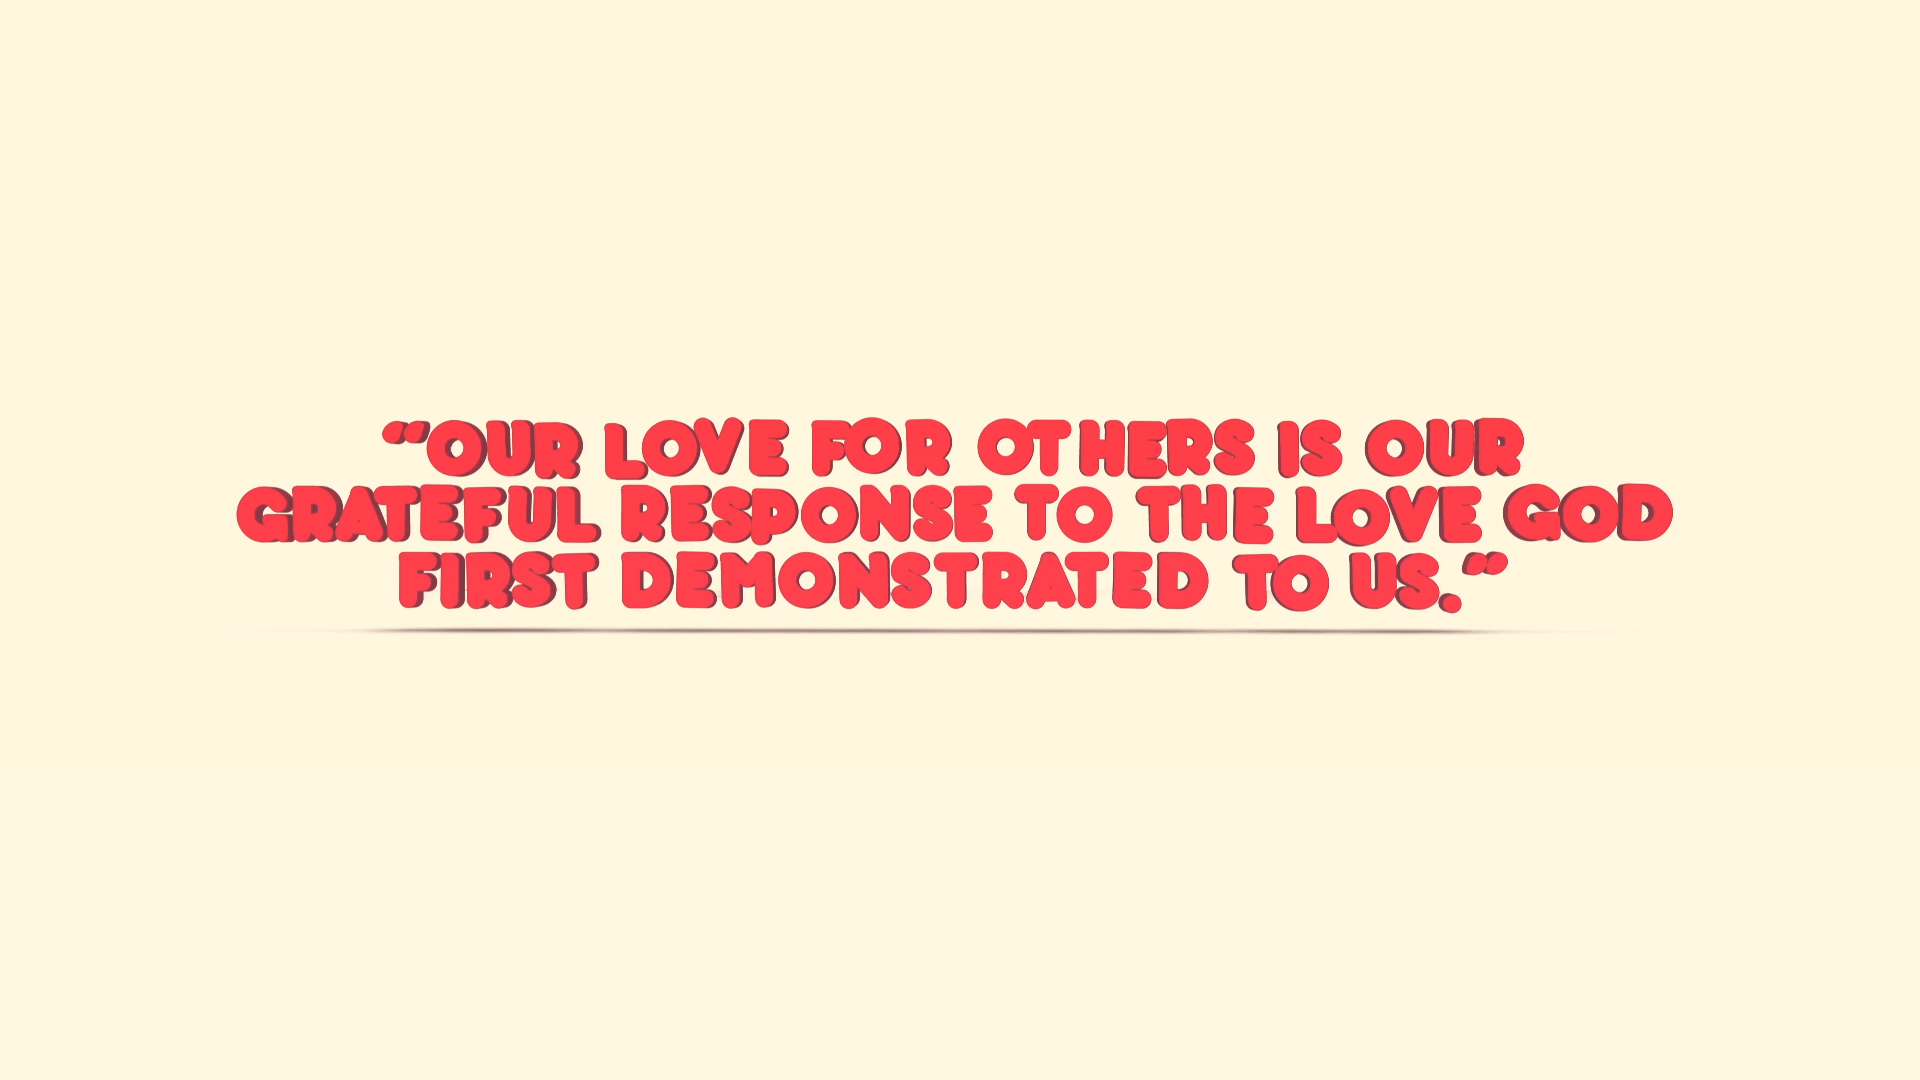 “OUR LOVE FOR OTHERS IS OUR
GRATEFUL RESPONSE TO THE LOVE GOD
FIRST DEMONSTRATED TO US.”